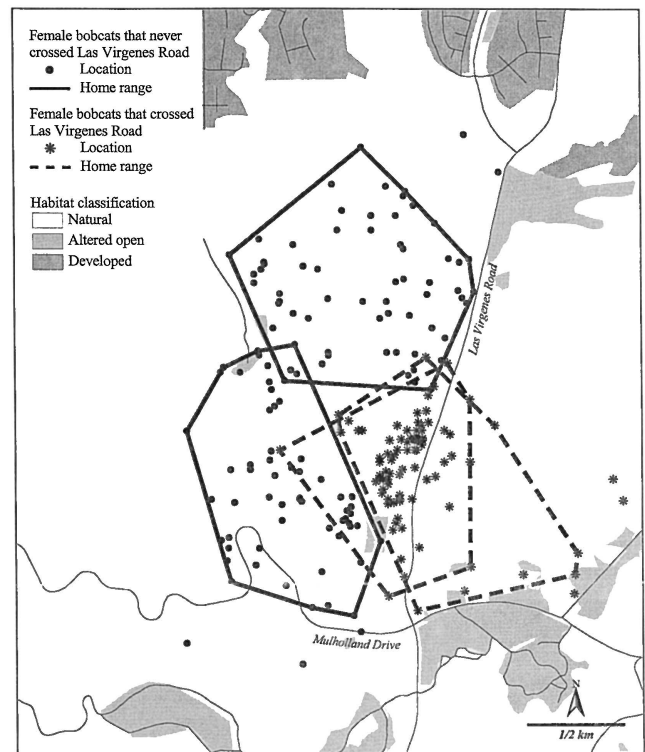 Female bobcats that never
crossed Las Virgenes Road
Location
Home range
Female bobcats that crossed
Las Virgenes Road
Location
Home range
Habitat classification
Natural
Altered open
Developed
Las Virgenes Road
Mulholland Drive
N
1/2 km